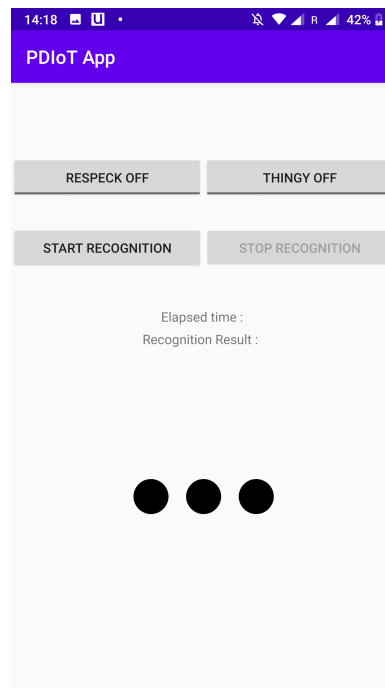 14:18 U R 42%
PDIoT App
RESPECK OFF THINGY OFF
START RECOGNITION STOP RECOGNITION
Elapsed time :
Recognition Result :